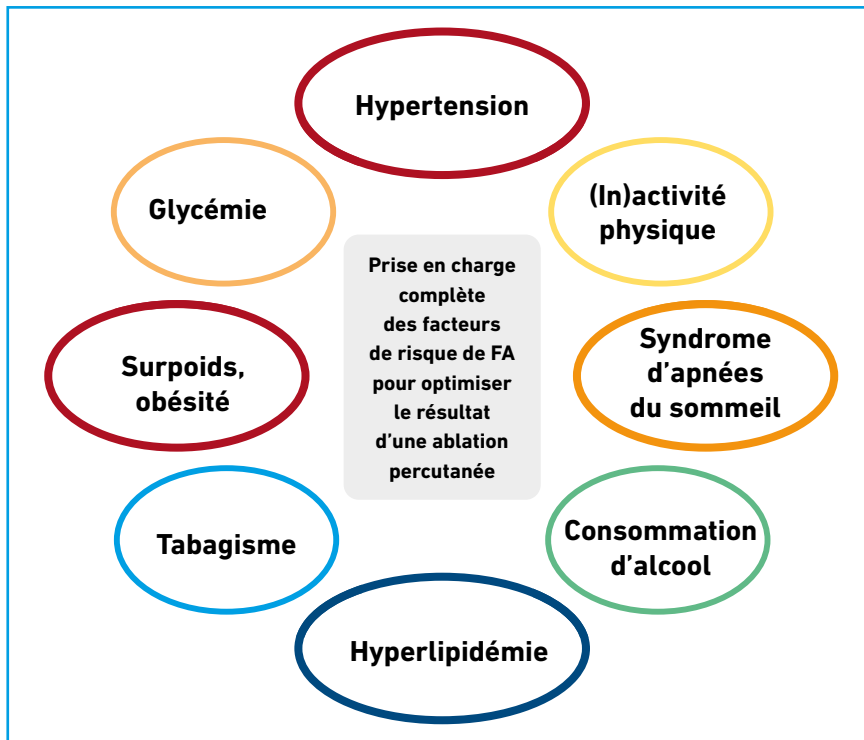 Hypertension
Glycémie
(In)activité
physique
Prise en charge
complète
des facteurs
de risque de FA
pour optimiser
le résultat
d'une ablation
percutanée
Surpoids,
obésité
Syndrome
d'apnées
du sommeil
Tabagisme
Consommation
d'alcool
Hyperlipidémie